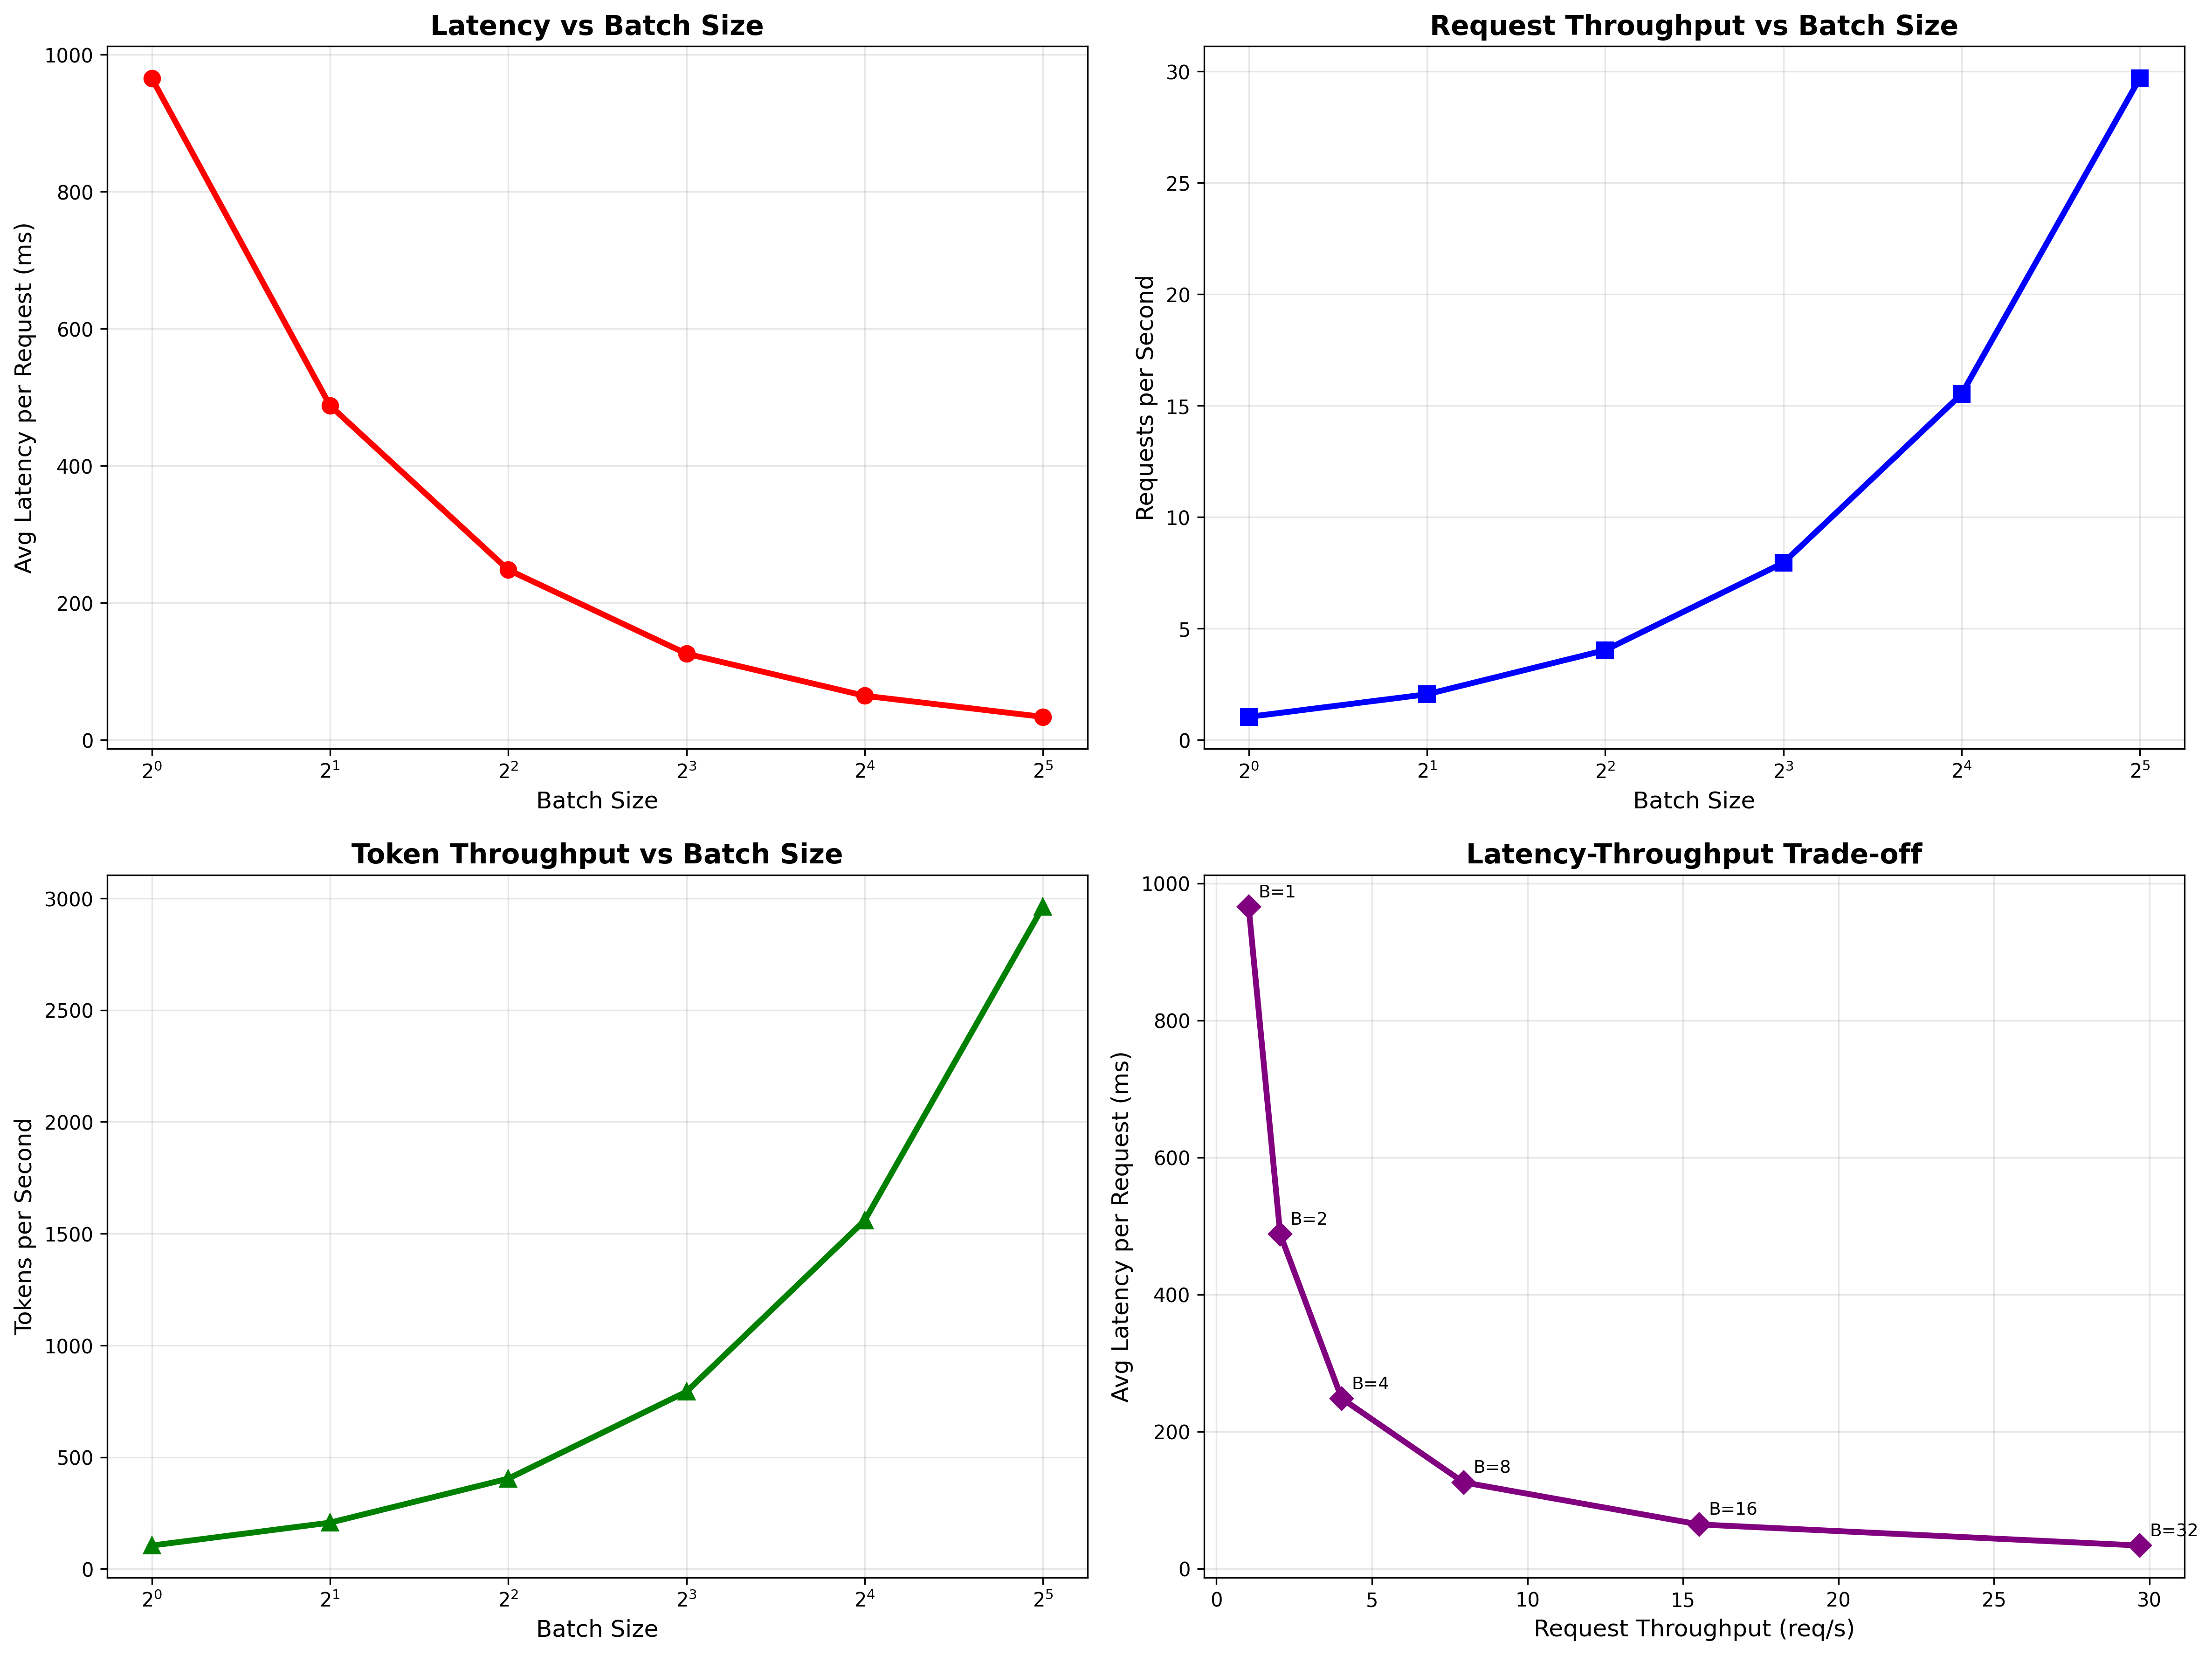 Latency vs Batch Size
Avg Latency per Request (ms)
1000
800
600
400
200
0
2⁰ 2¹ 2² 2³ 2⁴ 2⁵
Batch Size
Request Throughput vs Batch Size
Requests per Second
30
25
20
15
10
5
0
2⁰ 2¹ 2² 2³ 2⁴ 2⁵
Batch Size
Token Throughput vs Batch Size
Tokens per Second
3000
2500
2000
1500
1000
500
0
2⁰ 2¹ 2² 2³ 2⁴ 2⁵
Batch Size
Latency-Throughput Trade-off
Avg Latency per Request (ms)
1000
800
600
400
200
0
B=1
B=2
B=4
B=8
B=16
B=32
0 5 10 15 20 25 30
Request Throughput (req/s)